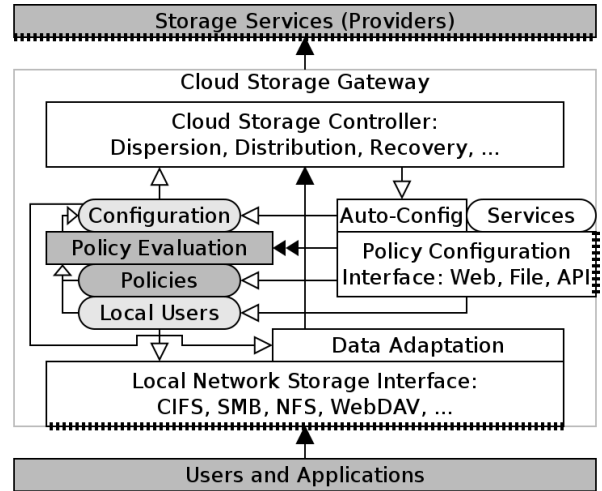 Storage Services (Providers)
Cloud Storage Gateway
Cloud Storage Controller:
Dispersion, Distribution, Recovery, ...
Configuration
Auto-Config
Services
Policy Evaluation
Policy Configuration
Interface: Web, File, API
Policies
Local Users
Data Adaptation
Local Network Storage Interface:
CIFS, SMB, NFS, WebDAV, ...
Users and Applications